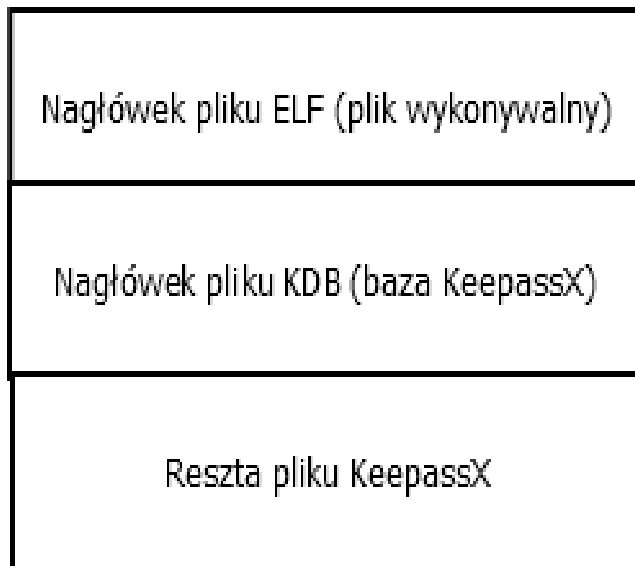 Nagłówek pliku ELF (plik wykonywalny)
Nagłówek pliku KDB (baza KeepassX)
Reszta pliku KeepassX